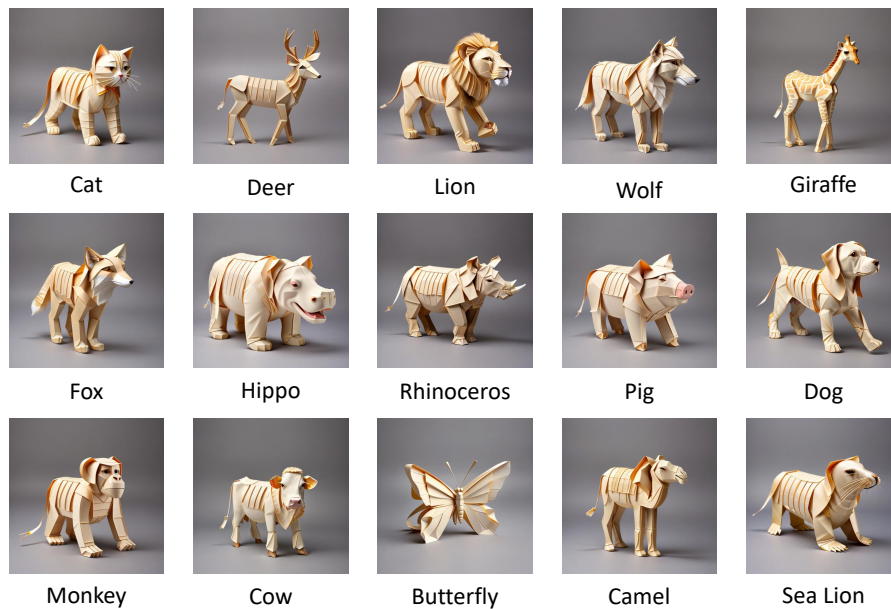 Cat
Deer
Lion
Wolf
Giraffe
Fox
Hippo
Rhinoceros
Pig
Dog
Monkey
Cow
Butterfly
Camel
Sea Lion